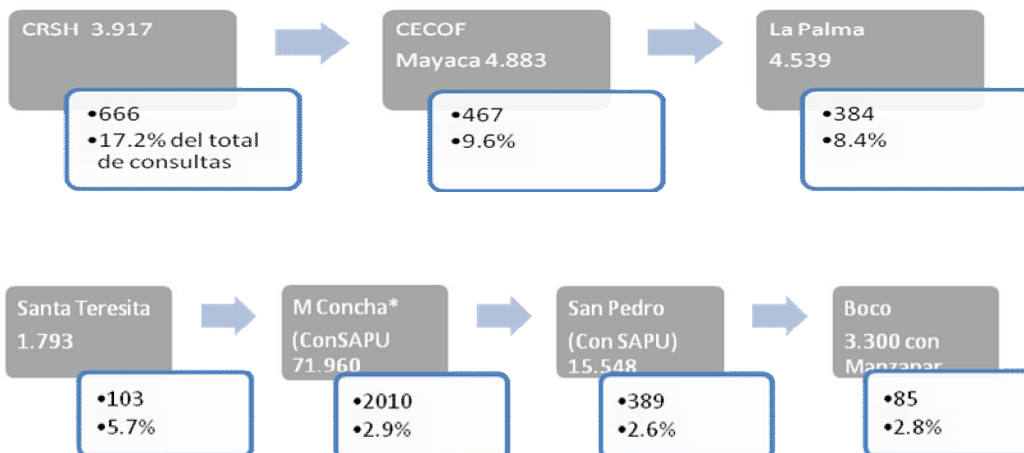 CRSH 3.917
•666
•17.2% del total
de consultas
CECOF
Mayaca 4.883
•467
•9.6%
La Palma
4.539
•384
•8.4%
Santa Teresita
1.793
•103
•5.7%
M Concha*
(ConSAPU
71.960
•2010
•2.9%
San Pedro
(Con SAPU)
15.548
•389
•2.6%
Boco
3.300 con
Manzanar
•85
•2.8%